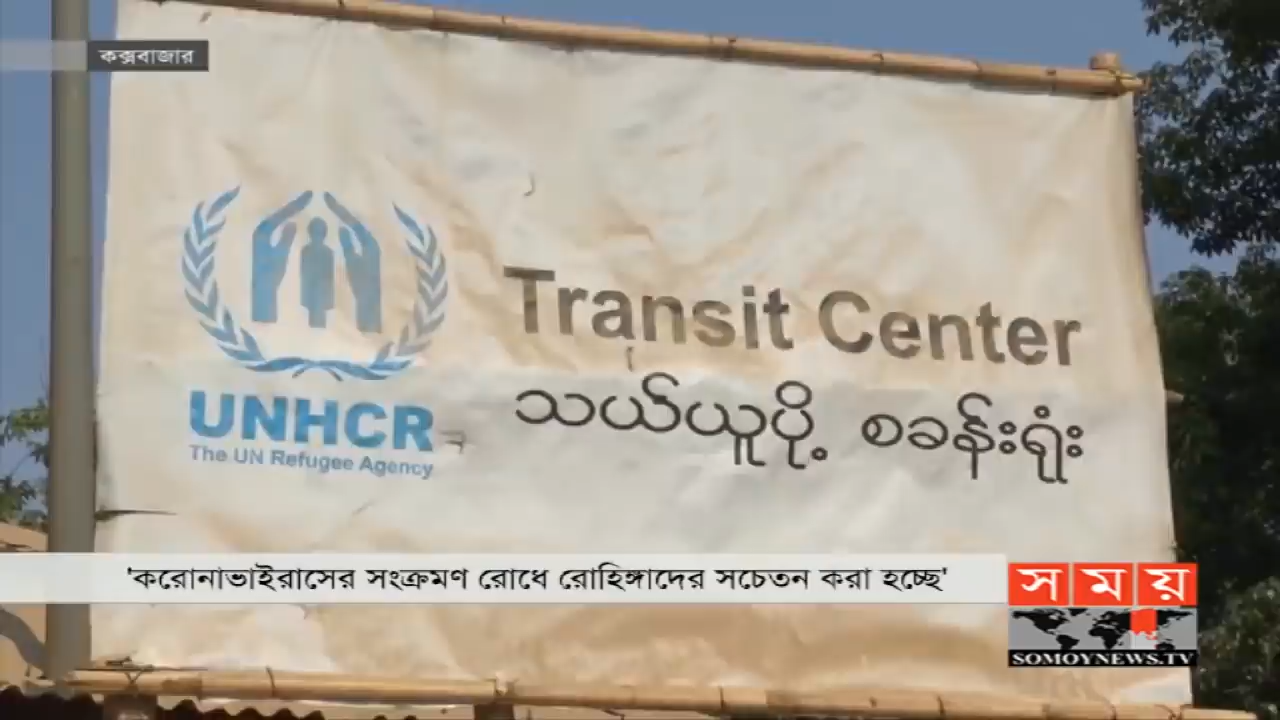 কক্সবাজার
Transit Center
သယ်ယူပို့ စခန်းရုံး
UNHCR
The UN Refugee Agency
'করোনাভাইরাসের সংক্রমণ রোধে রোহিঙ্গাদের সচেতন করা হচ্ছে'
সময়
SOMOYNEWS.TV